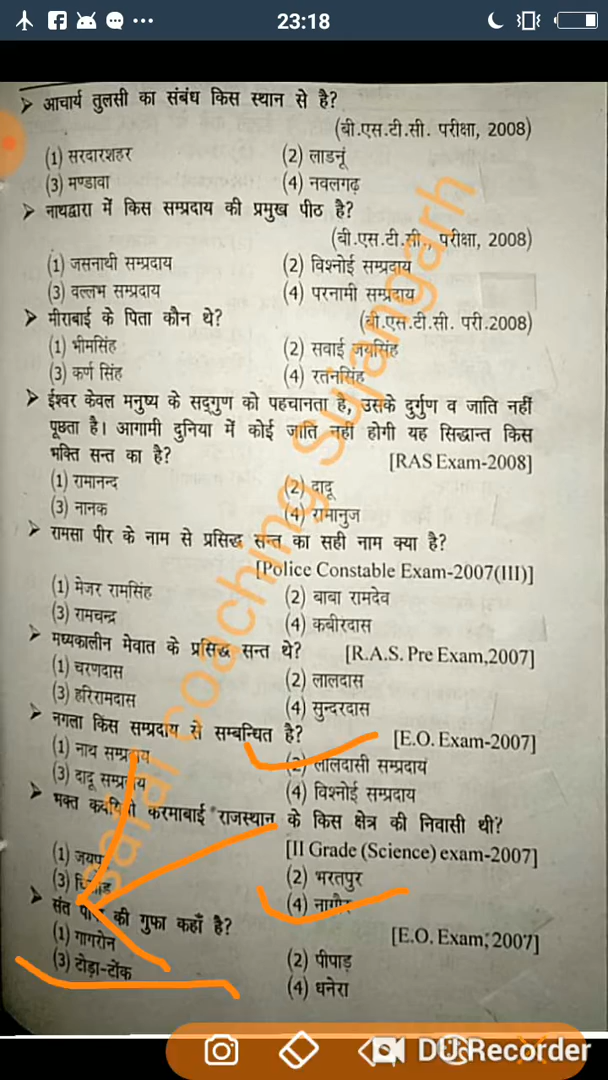 23:18
➤ आचार्य तुलसी का संबंध किस स्थान से है?
(बी.एस.टी.सी. परीक्षा, 2008)
(1) सरदारशहर (2) लाडनूं
(3) मण्डावा (4) नवलगढ़
➤ नाथद्वारा में किस सम्प्रदाय की प्रमुख पीठ है?
(बी.एस.टी.सी., परीक्षा, 2008)
(1) जसनाथी सम्प्रदाय (2) विश्नोई सम्प्रदाय
(3) वल्लभ सम्प्रदाय (4) परनामी सम्प्रदाय
➤ मीराबाई के पिता कौन थे? (बी.एस.टी.सी. परी.2008)
(1) भीमसिंह (2) सवाई जयसिंह
(3) कर्ण सिंह (4) रतनसिंह
➤ ईश्वर केवल मनुष्य के सद्‌गुण को पहचानता है, उसके दुर्गुण व जाति नहीं
पूछता है। आगामी दुनिया में कोई जाति नहीं होगी यह सिद्धान्त किस
भक्ति सन्त का है? [RAS Exam-2008]
(1) रामानन्द (2) दादू
(3) नानक (4) रामानुज
➤ रामसा पीर के नाम से प्रसिद्ध सन्त का सही नाम क्या है?
[Police Constable Exam-2007(III)]
(1) मेजर रामसिंह (2) बाबा रामदेव
(3) रामचन्द्र (4) कबीरदास
➤ मध्यकालीन मेवात के प्रसिद्ध सन्त थे? [R.A.S. Pre Exam,2007]
(1) चरणदास (2) लालदास
(3) हरिरामदास (4) सुन्दरदास
➤ नगला किस सम्प्रदाय से सम्बन्धित है? [E.O. Exam-2007]
(1) नाथ सम्प्रदाय (2) लालदासी सम्प्रदाय
(3) दादू सम्प्रदाय (4) विश्नोई सम्प्रदाय
➤ भक्त करमाबाई राजस्थान के किस क्षेत्र की निवासी थी?
[II Grade (Science) exam-2007]
(1) (2) भरतपुर
(3) (4) नागौर
➤ संत की गुफा कहाँ है? [E.O. Exam, 2007]
(1) गागरोन (2) पीपाड़
(3) टोड़ा-टोंक (4) धनेरा
Safal coaching Sujangarh
DU Recorder